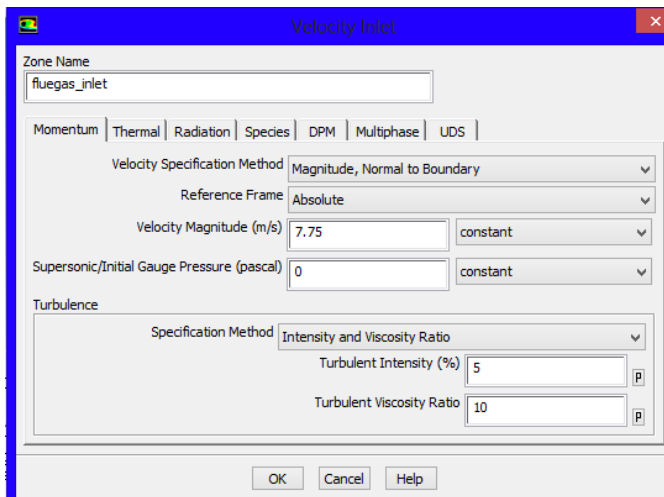 Velocity Inlet
Zone Name
fluegas_inlet
Momentum Thermal Radiation Species DPM Multiphase UDS
Velocity Specification Method Magnitude, Normal to Boundary
Reference Frame Absolute
Velocity Magnitude (m/s) 7.75 constant
Supersonic/Initial Gauge Pressure (pascal) 0 constant
Turbulence
Specification Method Intensity and Viscosity Ratio
Turbulent Intensity (%) 5 P
Turbulent Viscosity Ratio 10 P
OK Cancel Help